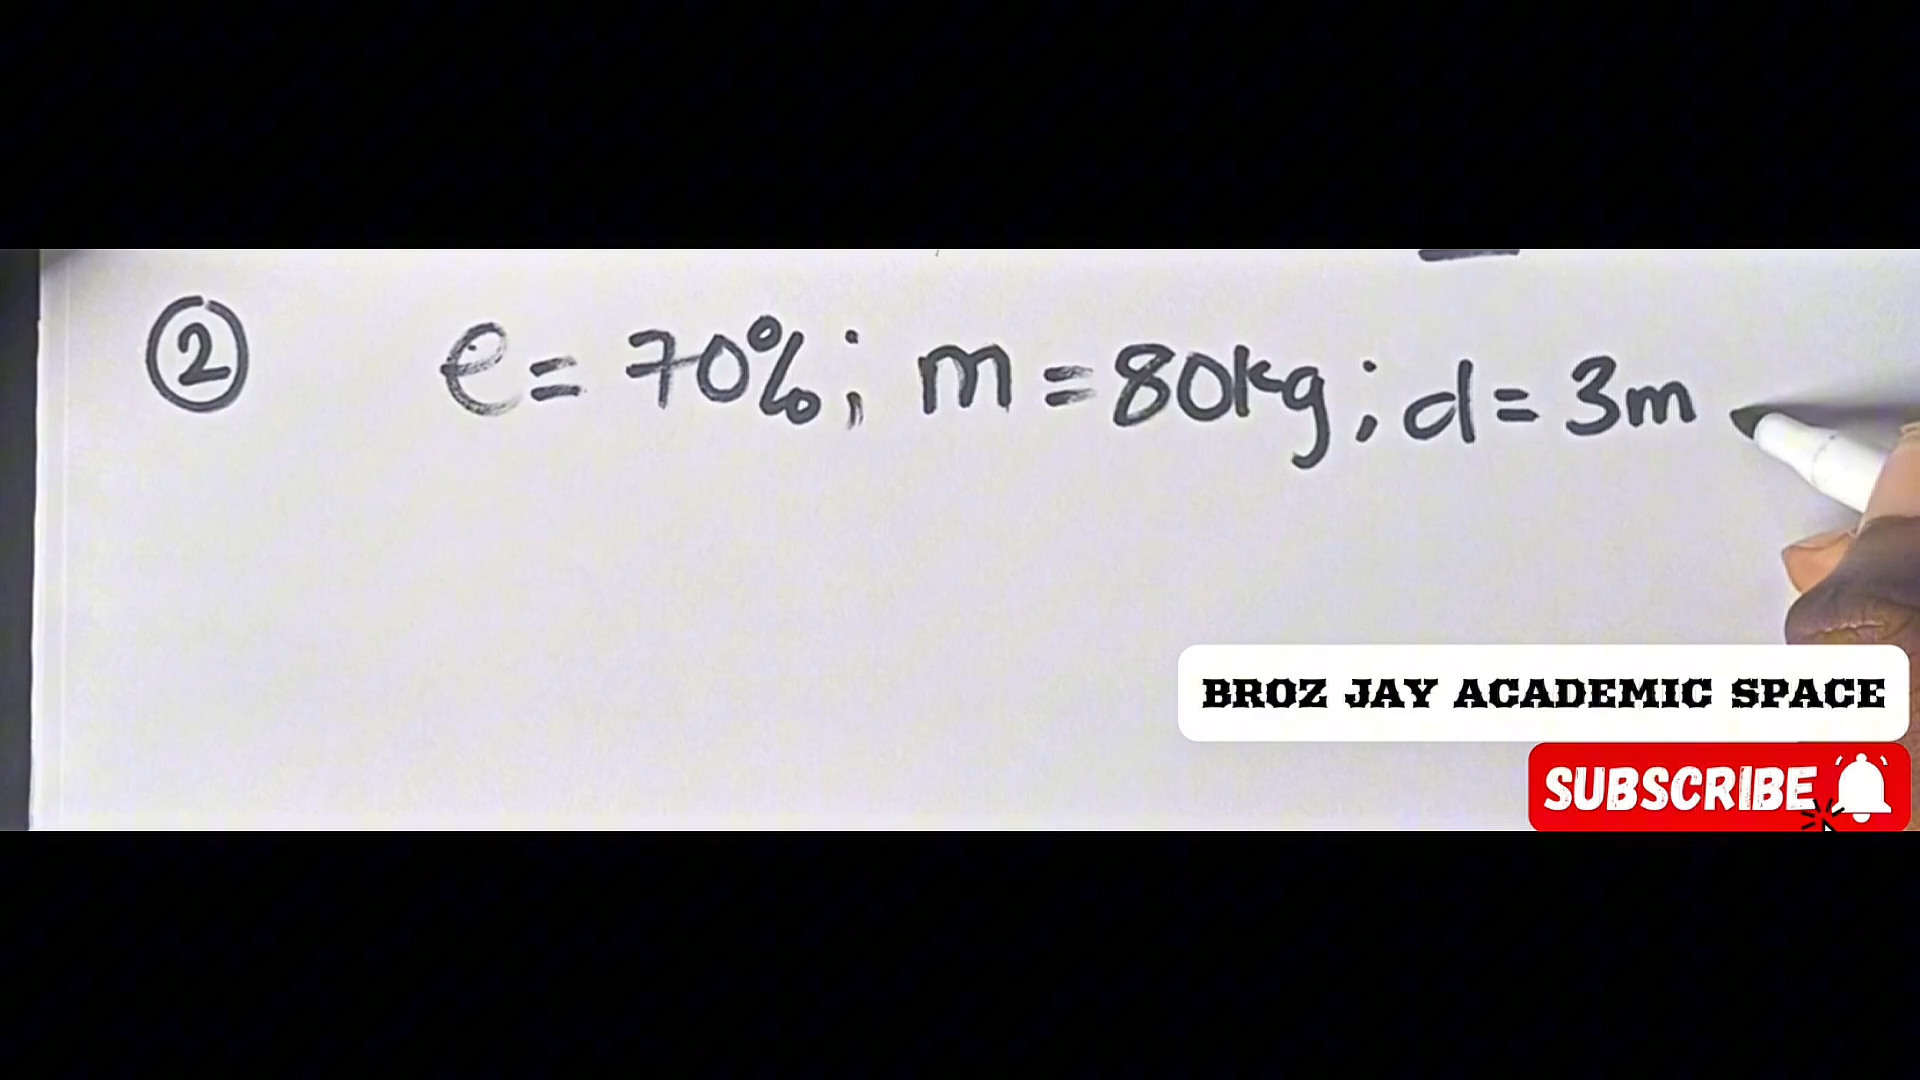 ② e = 70%; m = 80kg; d = 3m
BROZ JAY ACADEMIC SPACE
SUBSCRIBE